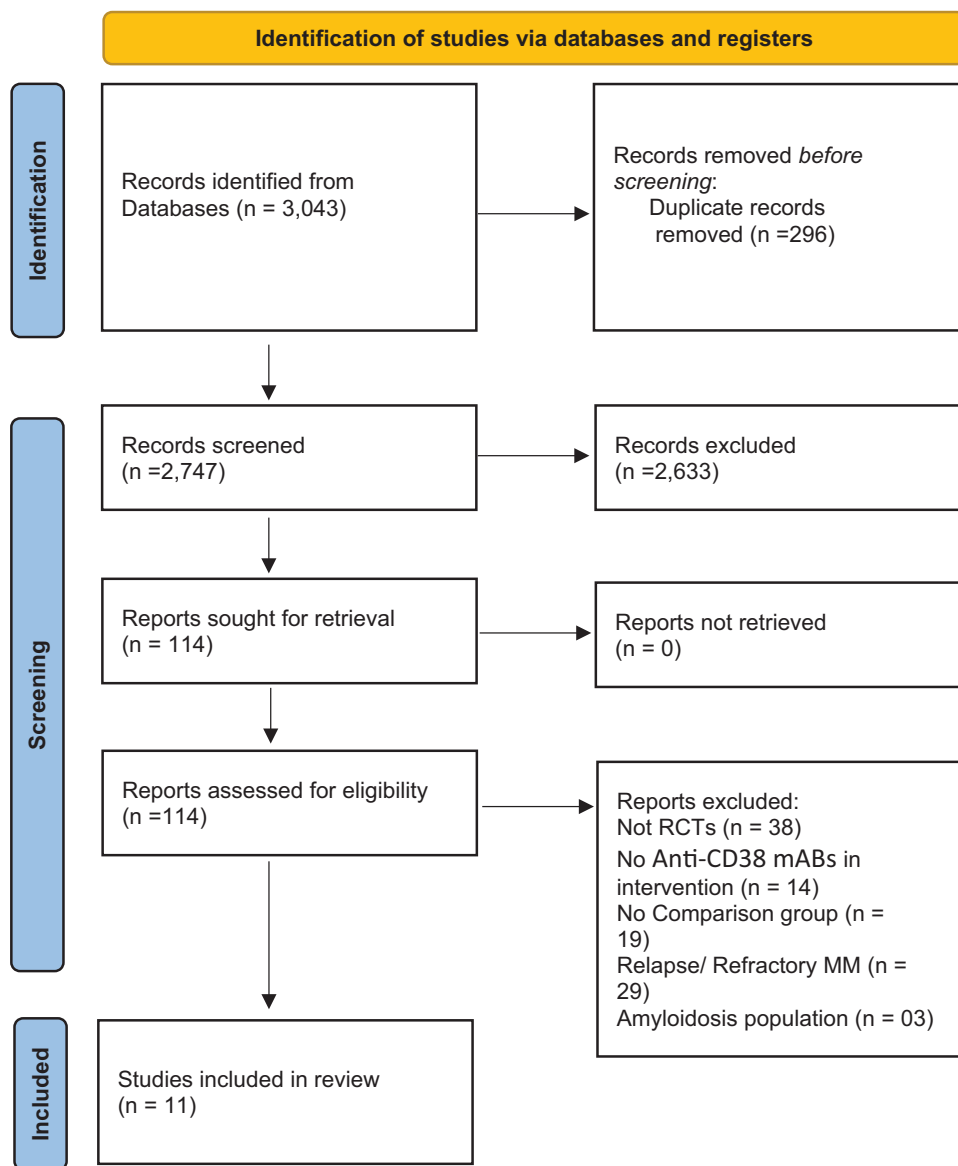 Identification of studies via databases and registers
Identification
Records identified from
Databases (n = 3,043)
Records removed before
screening:
Duplicate records
removed (n =296)
Screening
Records screened
(n =2,747)
Records excluded
(n =2,633)
Reports sought for retrieval
(n = 114)
Reports not retrieved
(n = 0)
Reports assessed for eligibility
(n =114)
Reports excluded:
Not RCTs (n = 38)
No Anti-CD38 mABs in
intervention (n = 14)
No Comparison group (n =
19)
Relapse/ Refractory MM (n =
29)
Amyloidosis population (n = 03)
Included
Studies included in review
(n = 11)